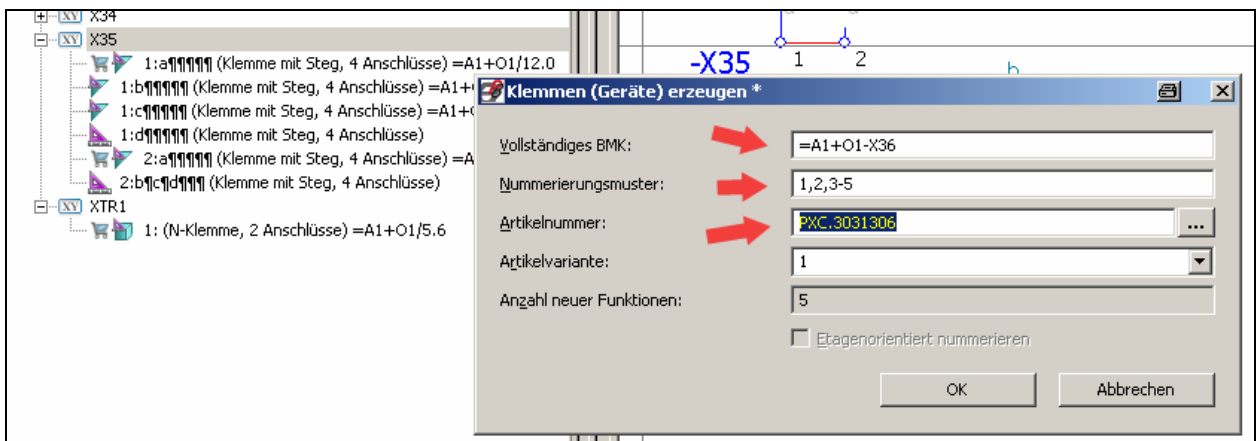 X34
X35
1:a¶¶¶¶¶ (Klemme mit Steg, 4 Anschlüsse) =A1+O1/12.0
1:b¶¶¶¶¶ (Klemme mit Steg, 4 Anschlüsse) =A1+
1:c¶¶¶¶¶ (Klemme mit Steg, 4 Anschlüsse) =A1+
1:d¶¶¶¶¶ (Klemme mit Steg, 4 Anschlüsse)
2:a¶¶¶¶¶ (Klemme mit Steg, 4 Anschlüsse) =A
2:b¶c¶d¶¶¶ (Klemme mit Steg, 4 Anschlüsse)
XTR1
1: (N-Klemme, 2 Anschlüsse) =A1+O1/5.6
-X35
1 2
b
Klemmen (Geräte) erzeugen *
Vollständiges BMK:
=A1+O1-X36
Nummerierungsmuster:
1,2,3-5
Artikelnummer:
PXC.3031306
...
Artikelvariante:
1
Anzahl neuer Funktionen:
5
Etagenorientiert nummerieren
OK
Abbrechen